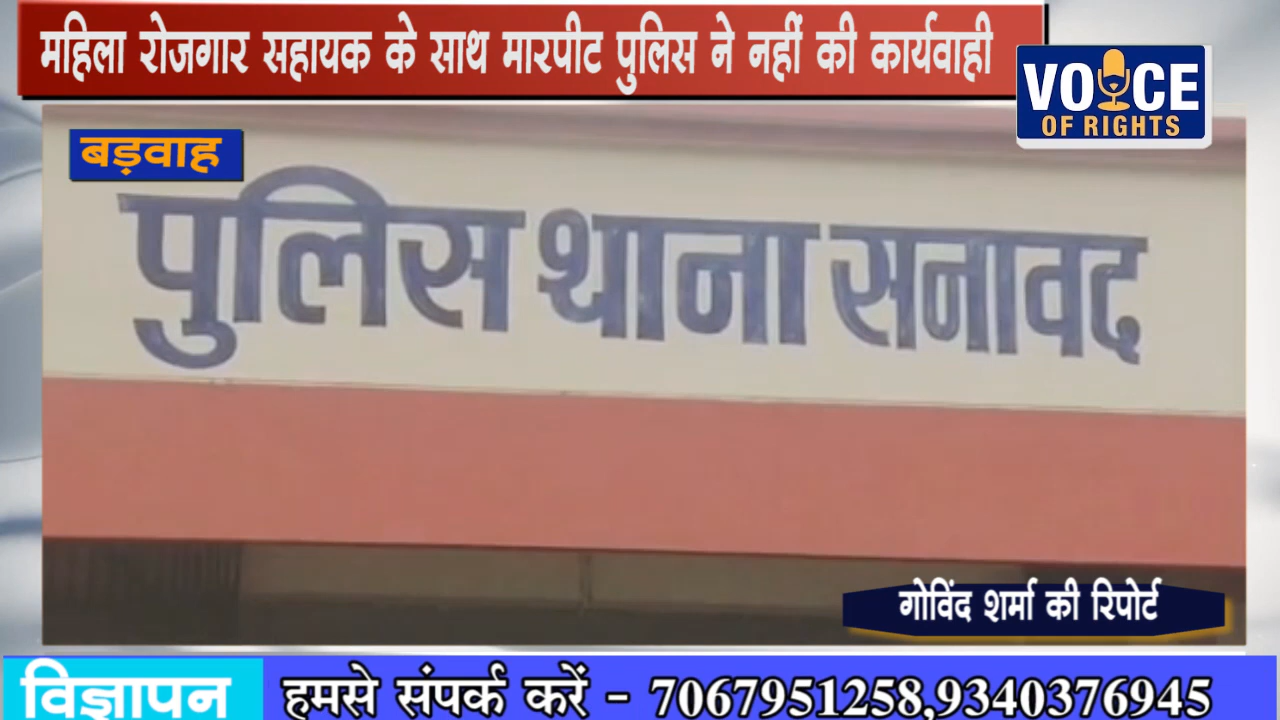 महिला रोजगार सहायक के साथ मारपीट पुलिस ने नहीं की कार्यवाही
VOICE
OF RIGHTS
बड़वाह
पुलिस थाना सनावद
गोविंद शर्मा की रिपोर्ट
विज्ञापन हमसे संपर्क करें - 7067951258,9340376945